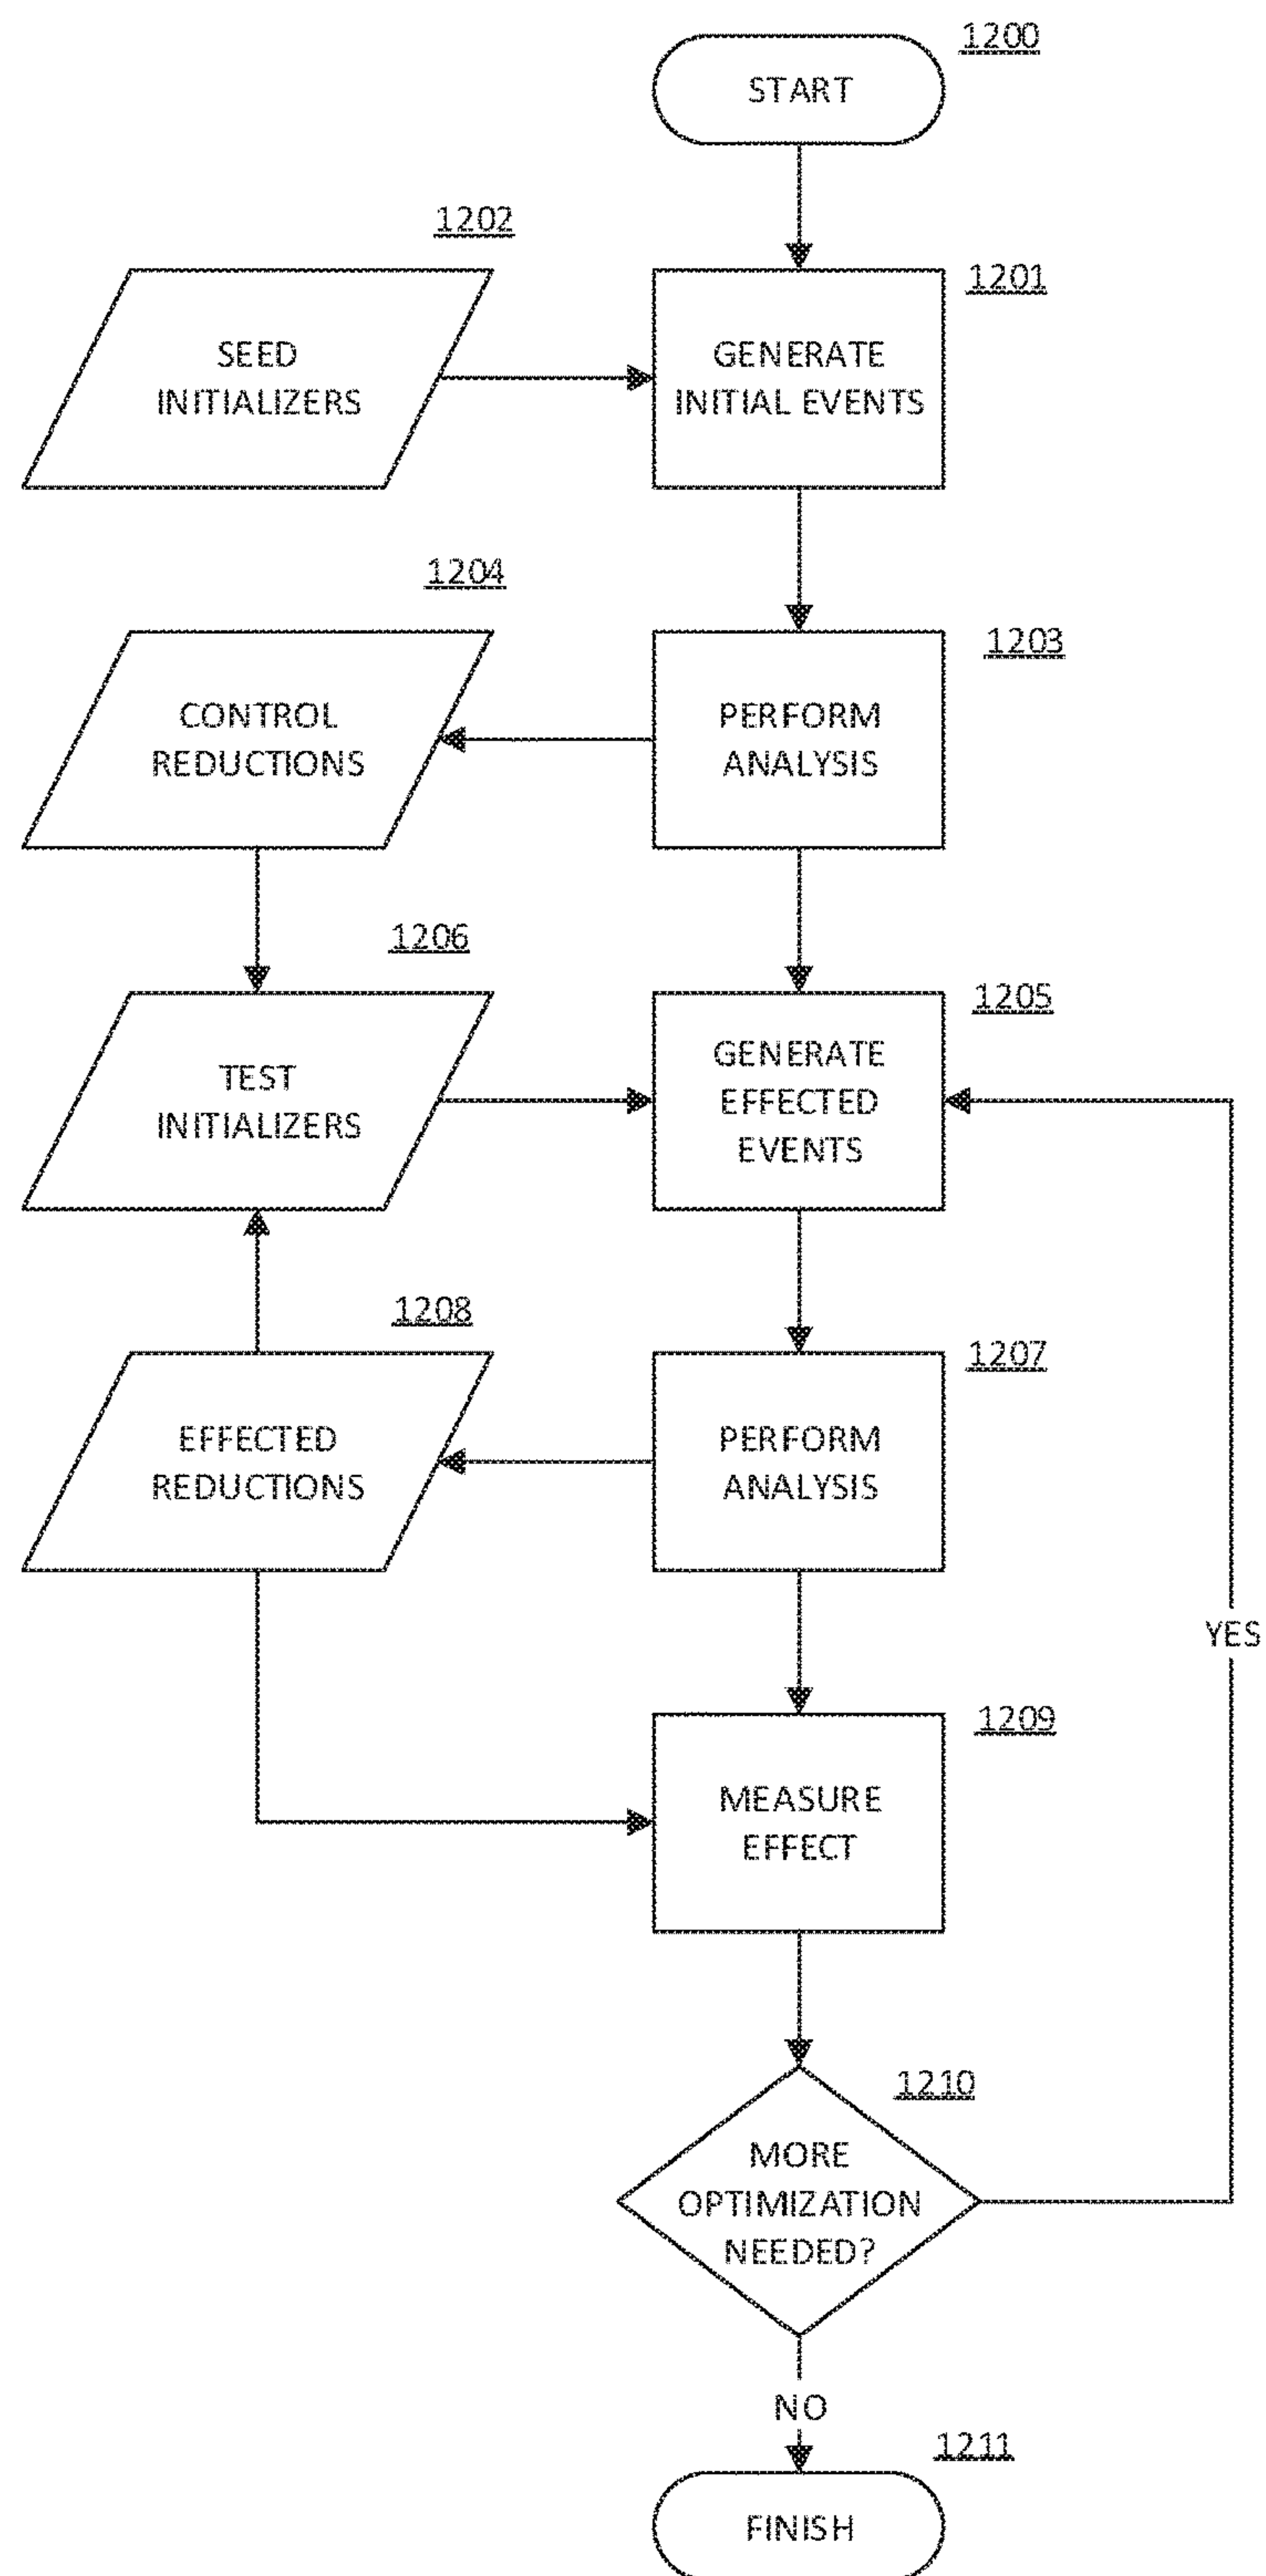 1200
START
1202
1201
SEED
INITIALIZERS
GENERATE
INITIAL EVENTS
1204
1203
CONTROL
REDUCTIONS
PERFORM
ANALYSIS
1206
1205
TEST
INITIALIZERS
GENERATE
EFFECTED
EVENTS
1208
1207
EFFECTED
REDUCTIONS
PERFORM
ANALYSIS
YES
1209
MEASURE
EFFECT
1210
MORE
OPTIMIZATION
NEEDED?
NO
1211
FINISH